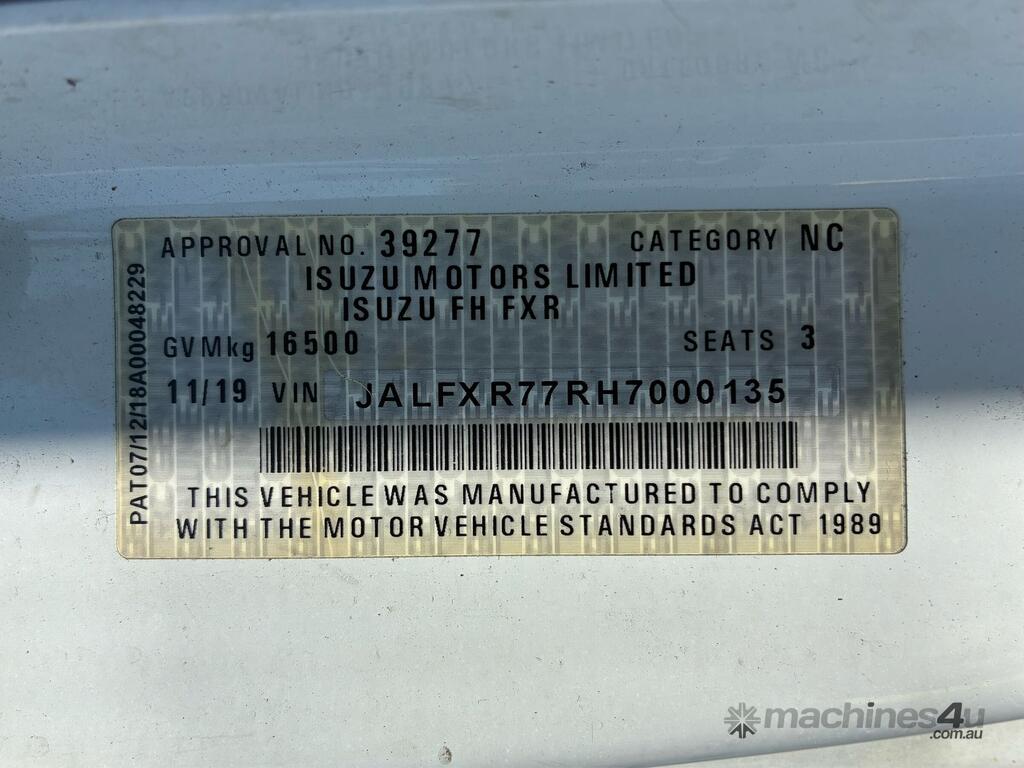 APPROVAL NO. 39277 CATEGORY NC
ISUZU MOTORS LIMITED
ISUZU FH FXR
GVMkg 16500 SEATS 3
11/19 VIN JALFXR77RH7000135
THIS VEHICLE WAS MANUFACTURED TO COMPLY
WITH THE MOTOR VEHICLE STANDARDS ACT 1989
PAT07/12/18A00048229
machines4u
.com.au